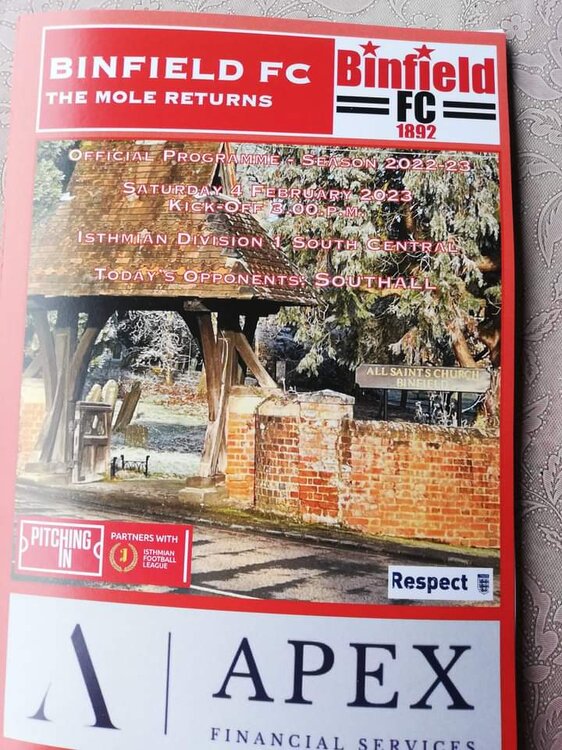 BINFIELD FC
THE MOLE RETURNS
Binfield
FC
1892
OFFICIAL PROGRAMME - SEASON 2022-23
SATURDAY 4 FEBRUARY 2023
KICK-OFF 3.00 P.M.
ISTHMIAN DIVISION 1 SOUTH CENTRAL
TODAY'S OPPONENTS: SOUTHALL
ALL SAINTS CHURCH
BINFIELD
PITCHING
IN
PARTNERS WITH
ISTHMIAN
FOOTBALL
LEAGUE
Respect
APEX
FINANCIAL SERVICES